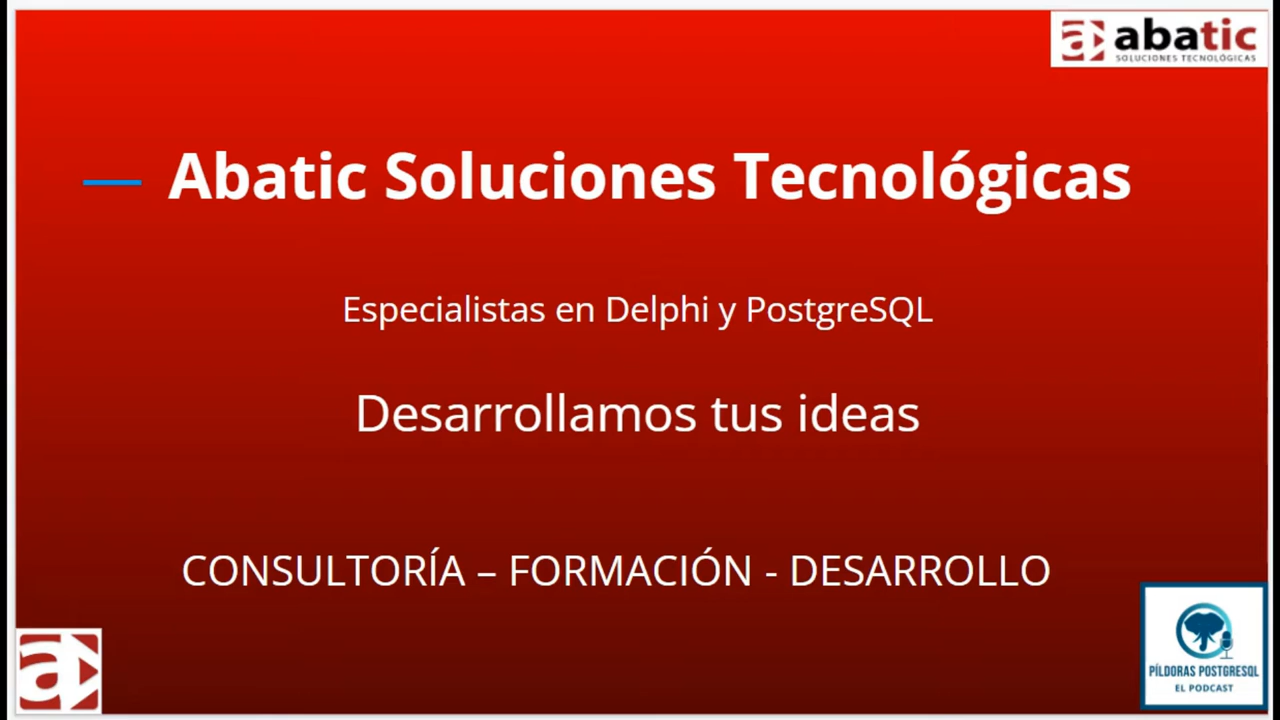 abatic
SOLUCIONES TECNOLÓGICAS
Abatic Soluciones Tecnológicas
Especialistas en Delphi y PostgreSQL
Desarrollamos tus ideas
CONSULTORÍA – FORMACIÓN - DESARROLLO
PÍLDORAS POSTGRESQL
EL PODCAST